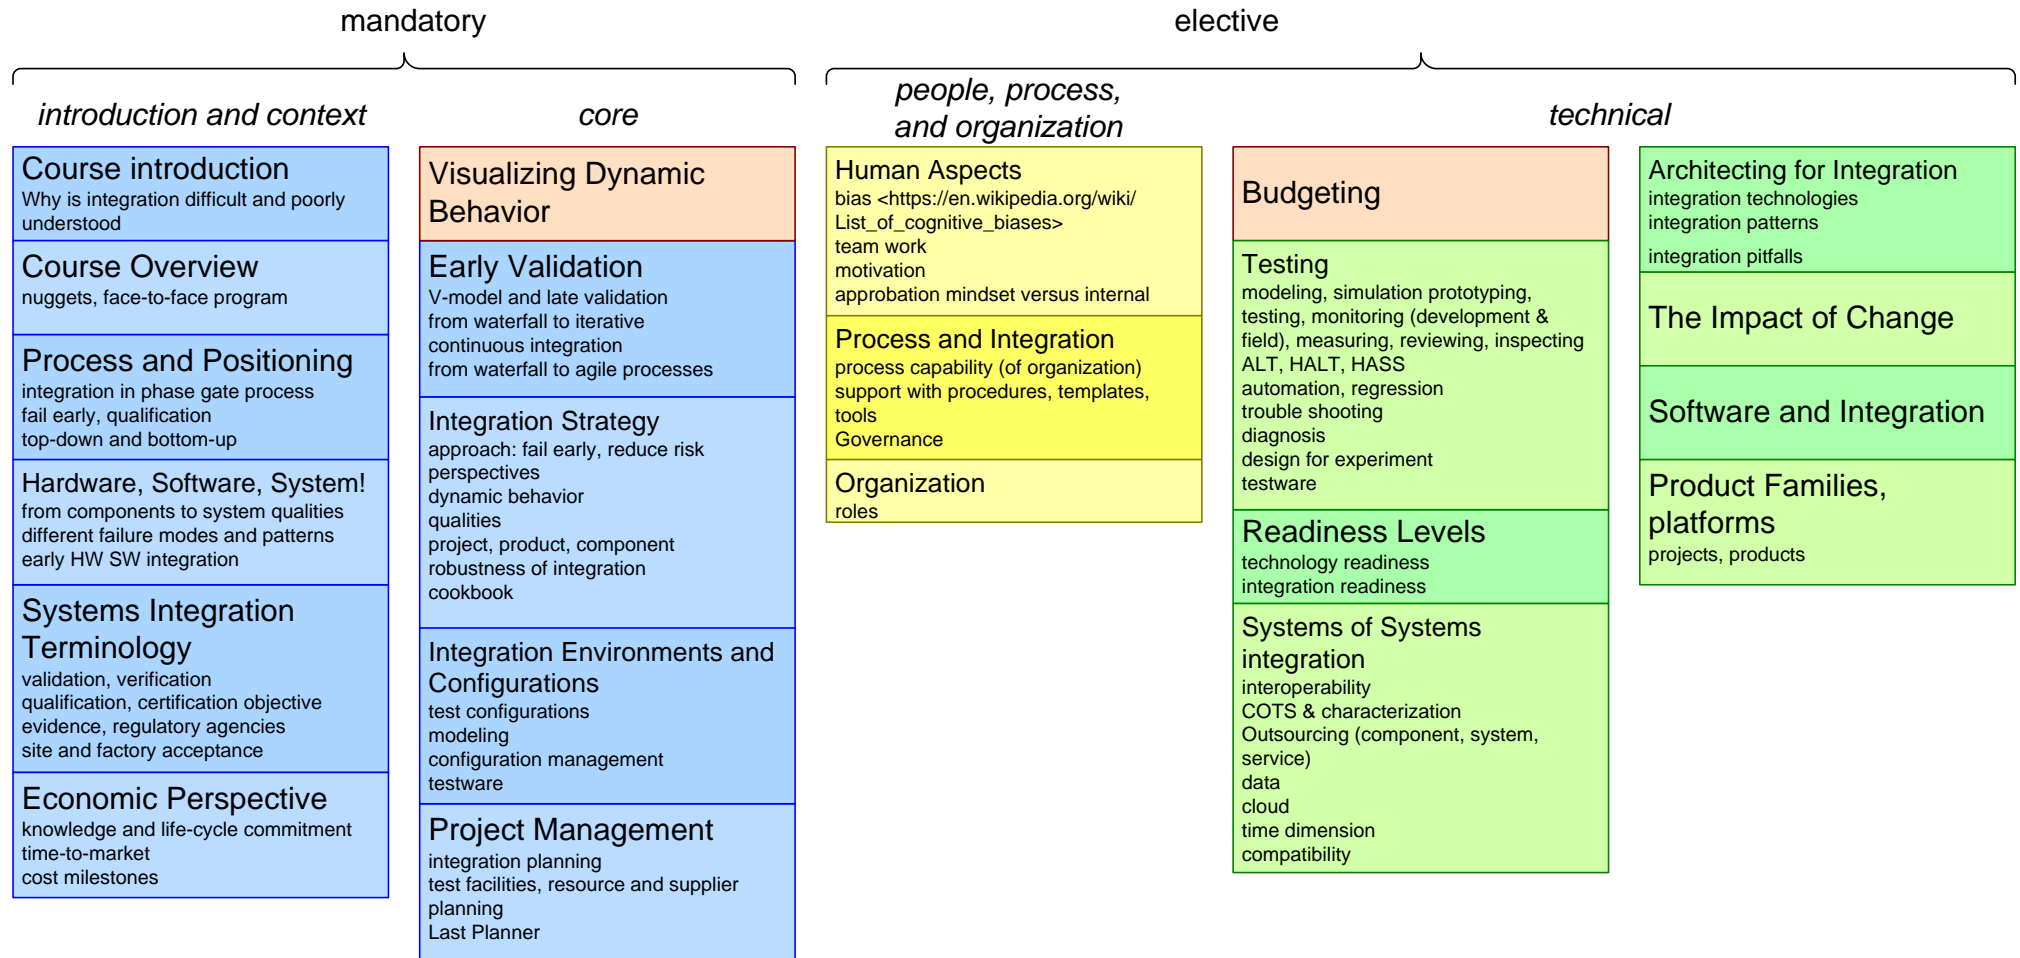 mandatory
elective
introduction and context
core
people, process,
and organization
technical
Course introduction
Why is integration difficult and poorly
understood
Course Overview
nuggets, face-to-face program
Process and Positioning
integration in phase gate process
fail early, qualification
top-down and bottom-up
Hardware, Software, System!
from components to system qualities
different failure modes and patterns
early HW SW integration
Systems Integration
Terminology
validation, verification
qualification, certification objective
evidence, regulatory agencies
site and factory acceptance
Economic Perspective
knowledge and life-cycle commitment
time-to-market
cost milestones
Visualizing Dynamic
Behavior
Early Validation
V-model and late validation
from waterfall to iterative
continuous integration
from waterfall to agile processes
Integration Strategy
approach: fail early, reduce risk
perspectives
dynamic behavior
qualities
project, product, component
robustness of integration
cookbook
Integration Environments and
Configurations
test configurations
modeling
configuration management
testware
Project Management
integration planning
test facilities, resource and supplier
planning
Last Planner
Human Aspects
bias <https://en.wikipedia.org/wiki/
List_of_cognitive_biases>
team work
motivation
approbation mindset versus internal
Process and Integration
process capability (of organization)
support with procedures, templates,
tools
Governance
Organization
roles
Budgeting
Testing
modeling, simulation prototyping,
testing, monitoring (development &
field), measuring, reviewing, inspecting
ALT, HALT, HASS
automation, regression
trouble shooting
diagnosis
design for experiment
testware
Readiness Levels
technology readiness
integration readiness
Systems of Systems
integration
interoperability
COTS & characterization
Outsourcing (component, system,
service)
data
cloud
time dimension
compatibility
Architecting for Integration
integration technologies
integration patterns
integration pitfalls
The Impact of Change
Software and Integration
Product Families,
platforms
projects, products